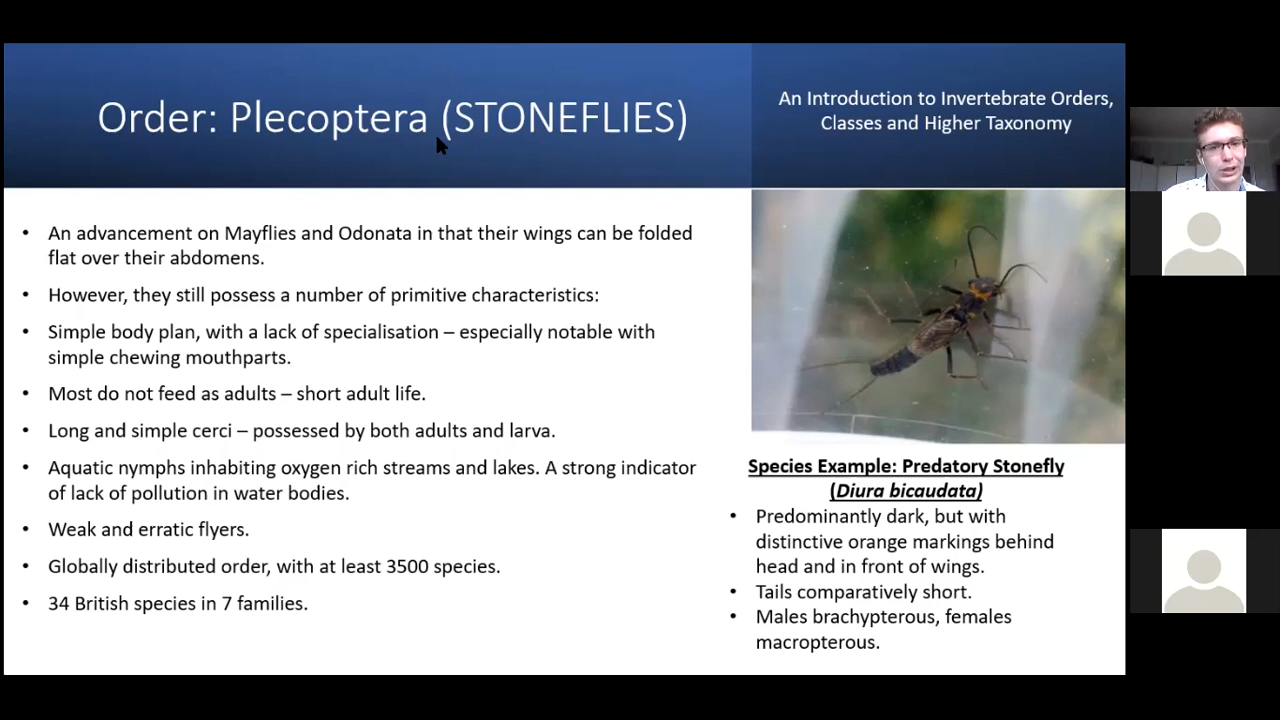 Order: Plecoptera (STONEFLIES)
An Introduction to Invertebrate Orders,
Classes and Higher Taxonomy
• An advancement on Mayflies and Odonata in that their wings can be folded
flat over their abdomens.
• However, they still possess a number of primitive characteristics:
• Simple body plan, with a lack of specialisation – especially notable with
simple chewing mouthparts.
• Most do not feed as adults – short adult life.
• Long and simple cerci – possessed by both adults and larva.
• Aquatic nymphs inhabiting oxygen rich streams and lakes. A strong indicator
of lack of pollution in water bodies.
• Weak and erratic flyers.
• Globally distributed order, with at least 3500 species.
• 34 British species in 7 families.
Species Example: Predatory Stonefly
(Diura bicaudata)
• Predominantly dark, but with
distinctive orange markings behind
head and in front of wings.
• Tails comparatively short.
• Males brachypterous, females
macropterous.